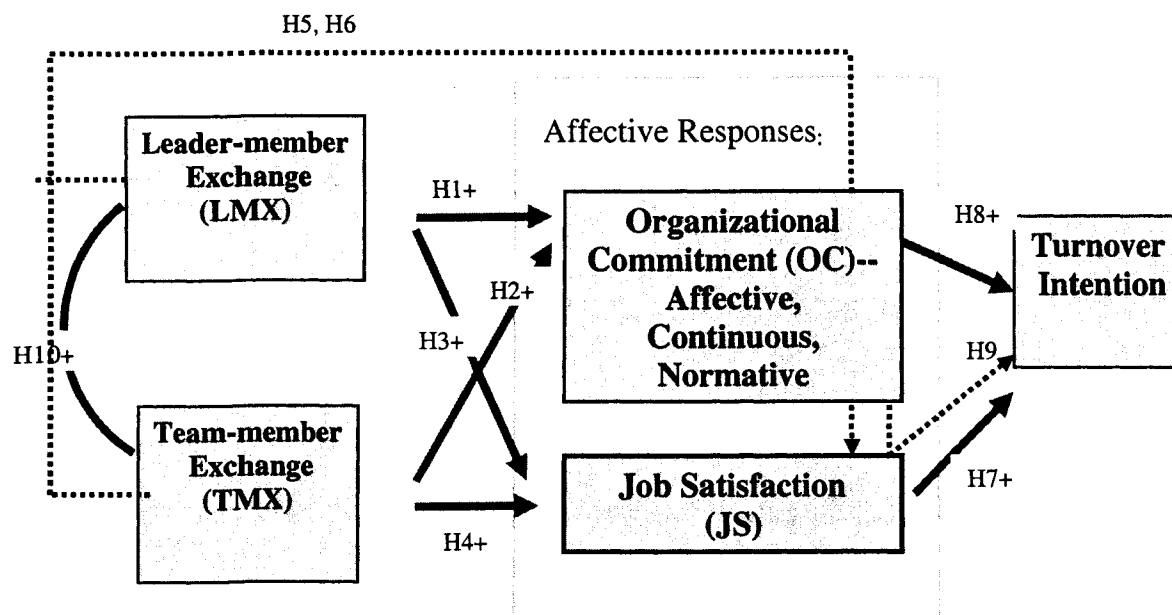 H5, H6
Affective Responses:
Leader-member
Exchange
(LMX)
H1+
Organizational
Commitment (OC)--
Affective,
Continuous,
Normative
H8+
Turnover
Intention
H2+
H3+
H10+
H9
Team-member
Exchange
(TMX)
Job Satisfaction
(JS)
H7+
H4+